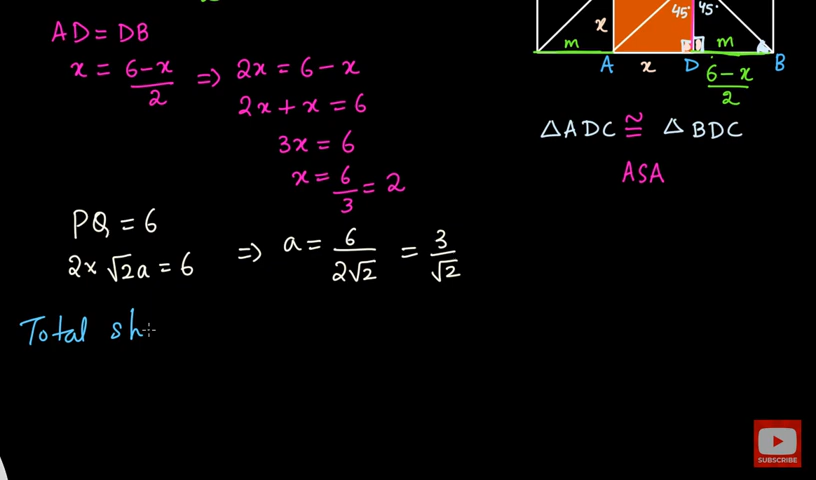 AD = DB
x = 6-x/2 => 2x = 6 - x
2x + x = 6
3x = 6
x = 6/3 = 2
PQ = 6
2x √2a = 6 => a = 6/2√2 = 3/√2
Total sh
45° 45°
x
m m
A x D 6-x/2 B
△ADC ≅ △BDC
ASA
SUBSCRIBE